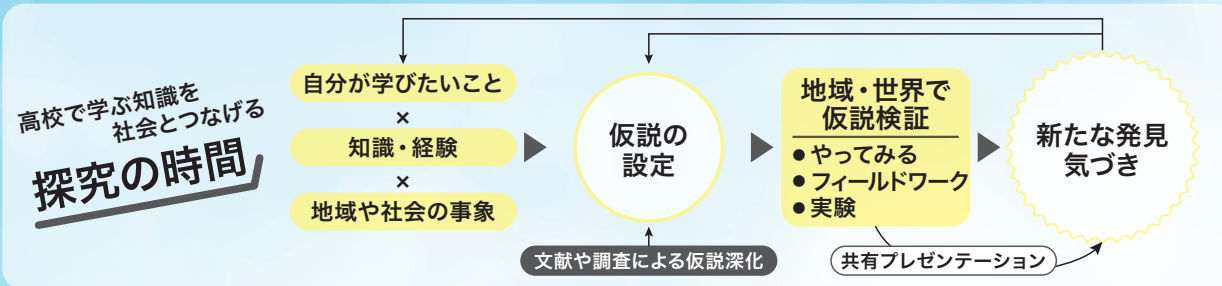 高校で学ぶ知識を
社会とつなげる
探究の時間
自分が学びたいこと
×
知識・経験
×
地域や社会の事象
仮説の
設定
文献や調査による仮説深化
地域・世界で
仮説検証
●やってみる
●フィールドワーク
●実験
共有プレゼンテーション
新たな発見
気づき